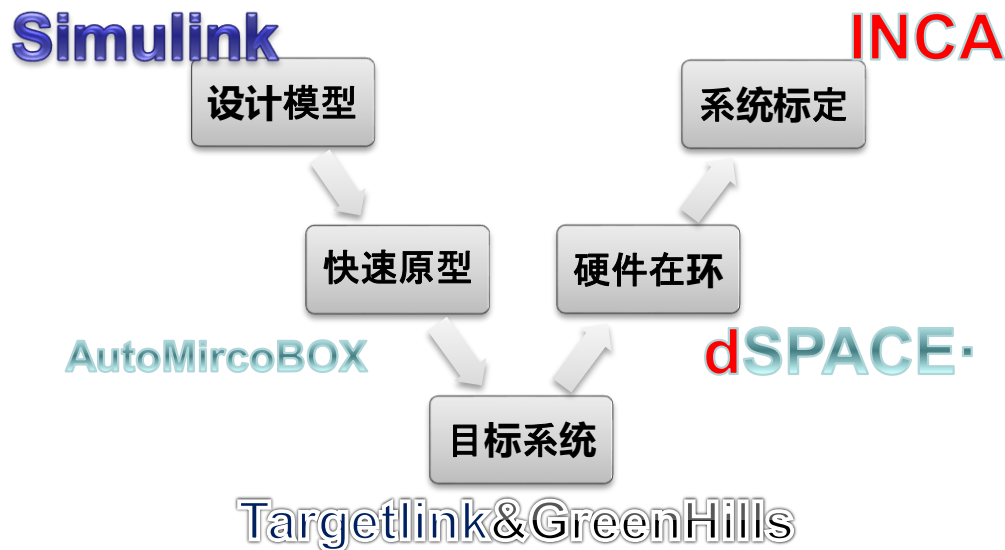 Simulink
INCA
设计模型
系统标定
快速原型
硬件在环
AutoMircoBOX
dSPACE·
目标系统
Targetlink&GreenHills